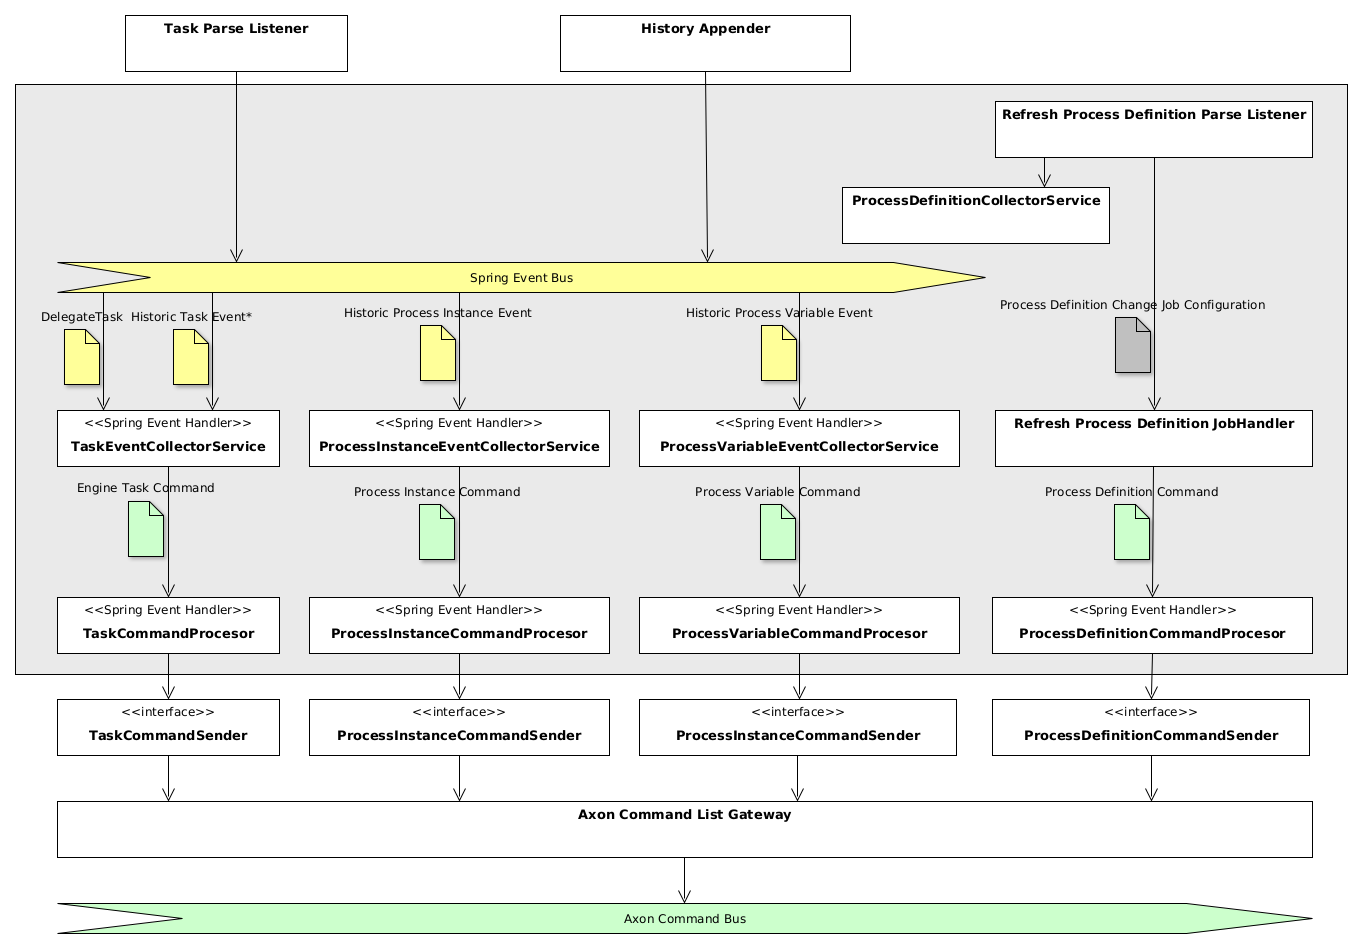 Task Parse Listener
History Appender
Refresh Process Definition Parse Listener
ProcessDefinitionCollectorService
Spring Event Bus
DelegateTask
Historic Task Event*
Historic Process Instance Event
Historic Process Variable Event
Process Definition Change Job Configuration
<<Spring Event Handler>>
TaskEventCollectorService
<<Spring Event Handler>>
ProcessInstanceEventCollectorService
<<Spring Event Handler>>
ProcessVariableEventCollectorService
Refresh Process Definition JobHandler
Engine Task Command
Process Instance Command
Process Variable Command
Process Definition Command
<<Spring Event Handler>>
TaskCommandProcesor
<<Spring Event Handler>>
ProcessInstanceCommandProcesor
<<Spring Event Handler>>
ProcessVariableCommandProcesor
<<Spring Event Handler>>
ProcessDefinitionCommandProcesor
<<interface>>
TaskCommandSender
<<interface>>
ProcessInstanceCommandSender
<<interface>>
ProcessInstanceCommandSender
<<interface>>
ProcessDefinitionCommandSender
Axon Command List Gateway
Axon Command Bus